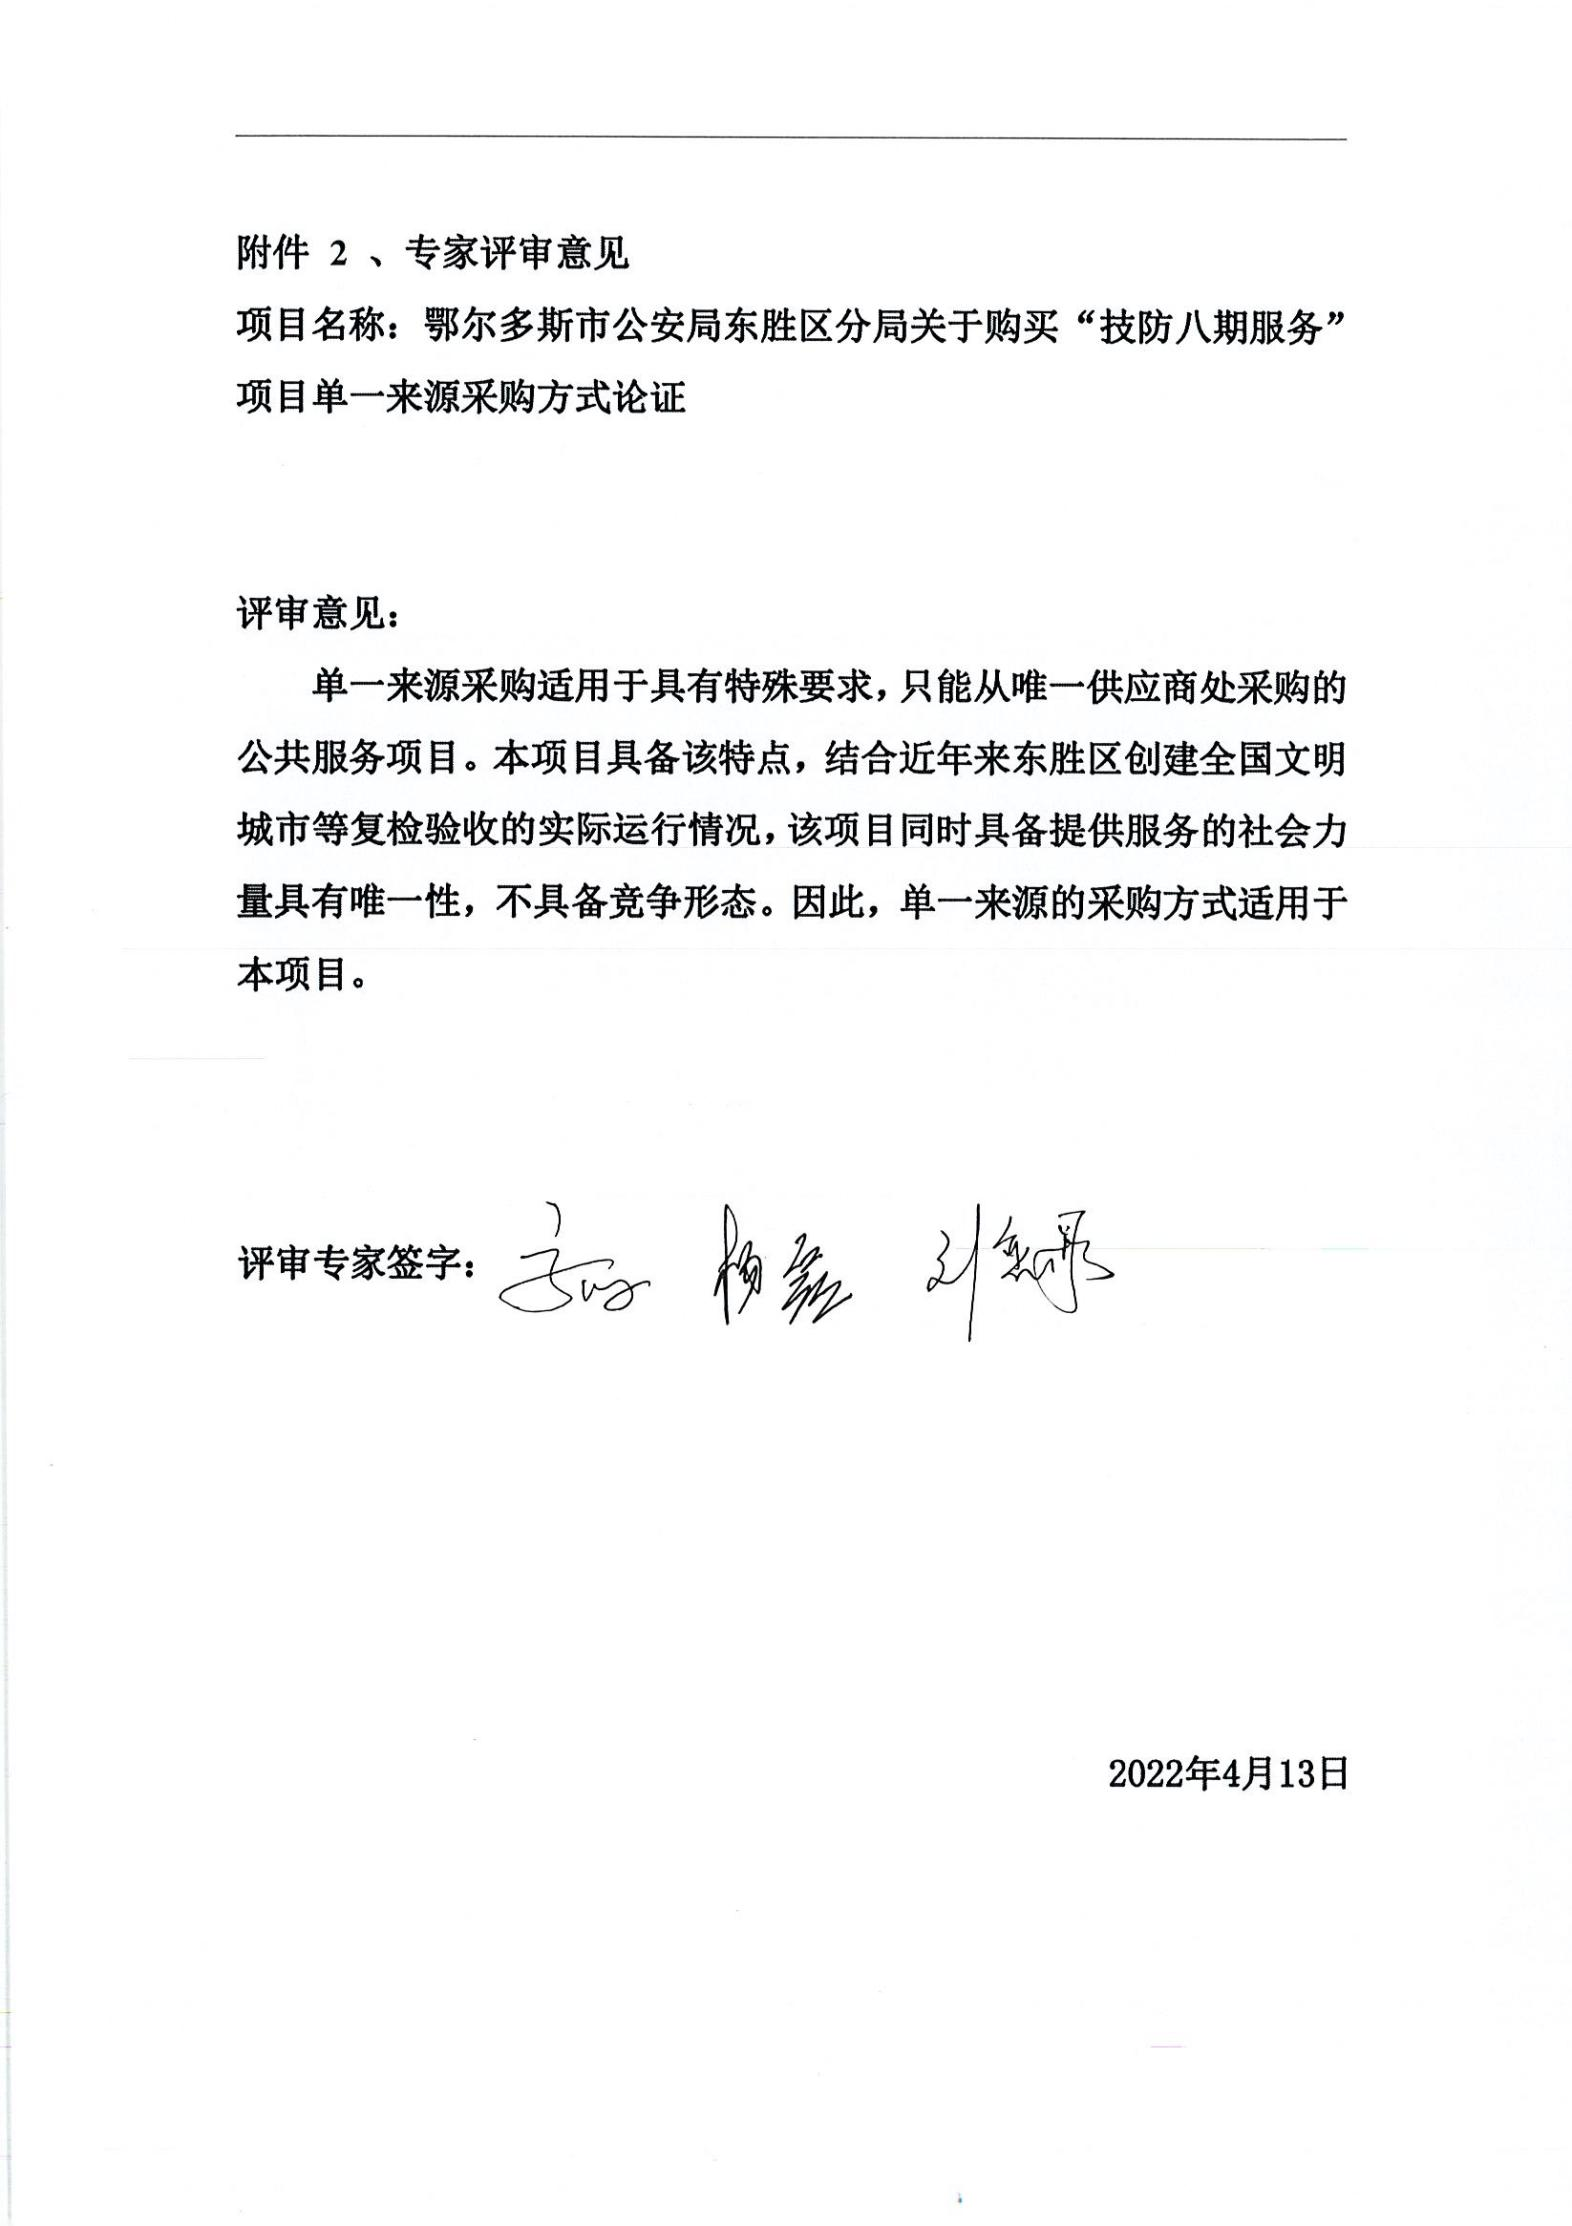 附件 2 、专家评审意见
项目名称：鄂尔多斯市公安局东胜区分局关于购买“技防八期服务”
项目单一来源采购方式论证
评审意见：
单一来源采购适用于具有特殊要求，只能从唯一供应商处采购的
公共服务项目。本项目具备该特点，结合近年来东胜区创建全国文明
城市等复检验收的实际运行情况，该项目同时具备提供服务的社会力
量具有唯一性，不具备竞争形态。因此，单一来源的采购方式适用于
本项目。
评审专家签字：
2022年4月13日